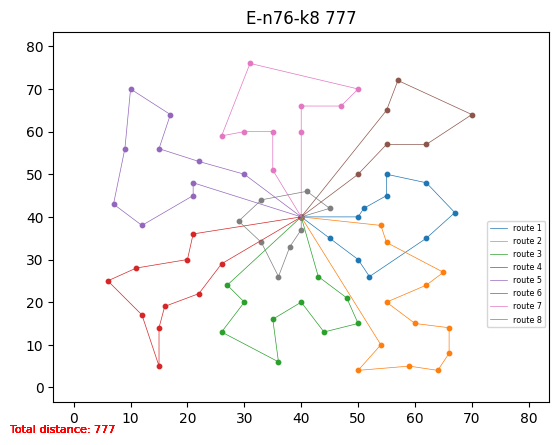 E-n76-k8 777
80
70
60
50
40
30
20
10
0
route 1
route 2
route 3
route 4
route 5
route 6
route 7
route 8
0 10 20 30 40 50 60 70 80
Total distance: 777